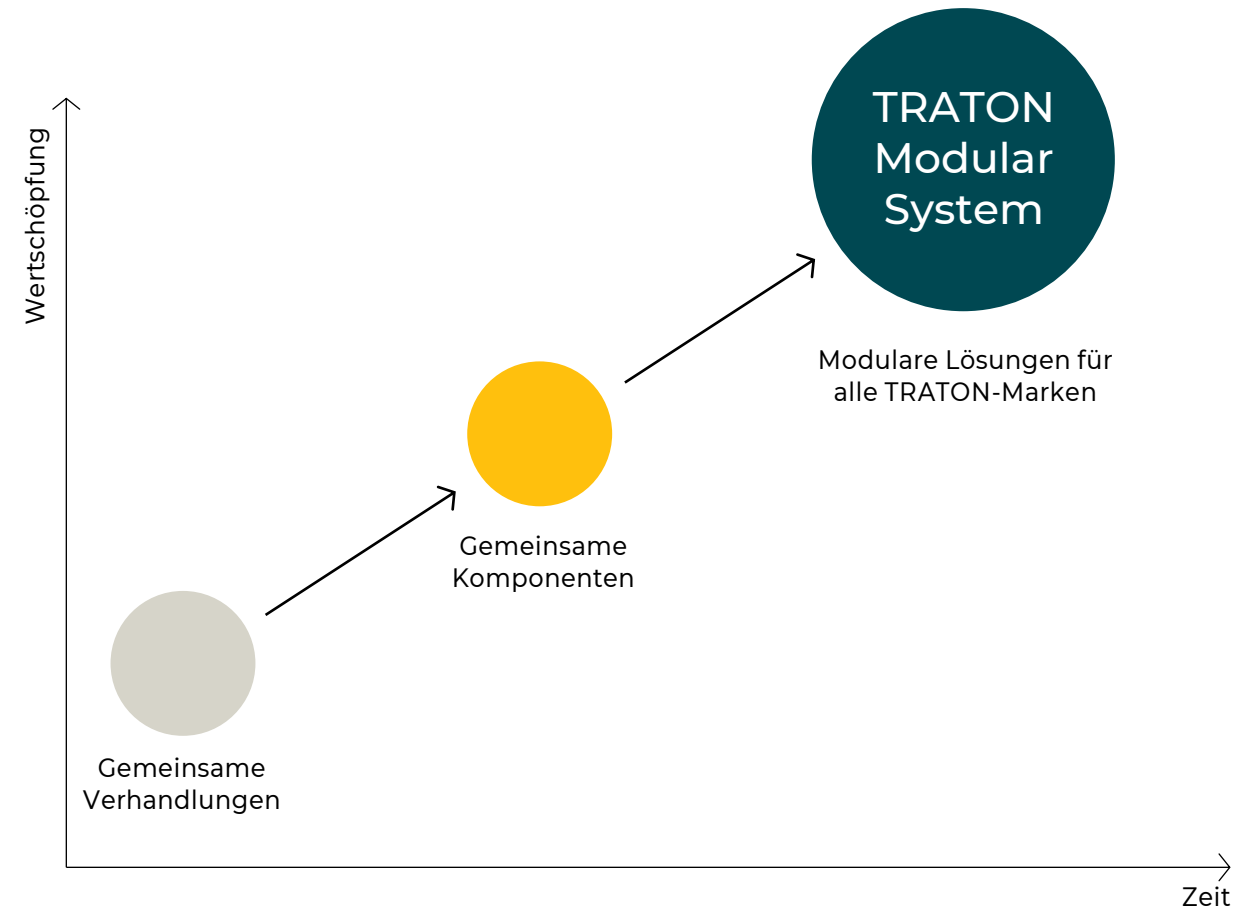 TRATON
Modular
System
Wertschöpfung
Modulare Lösungen für
alle TRATON-Marken
Gemeinsame
Komponenten
Gemeinsame
Verhandlungen
Zeit